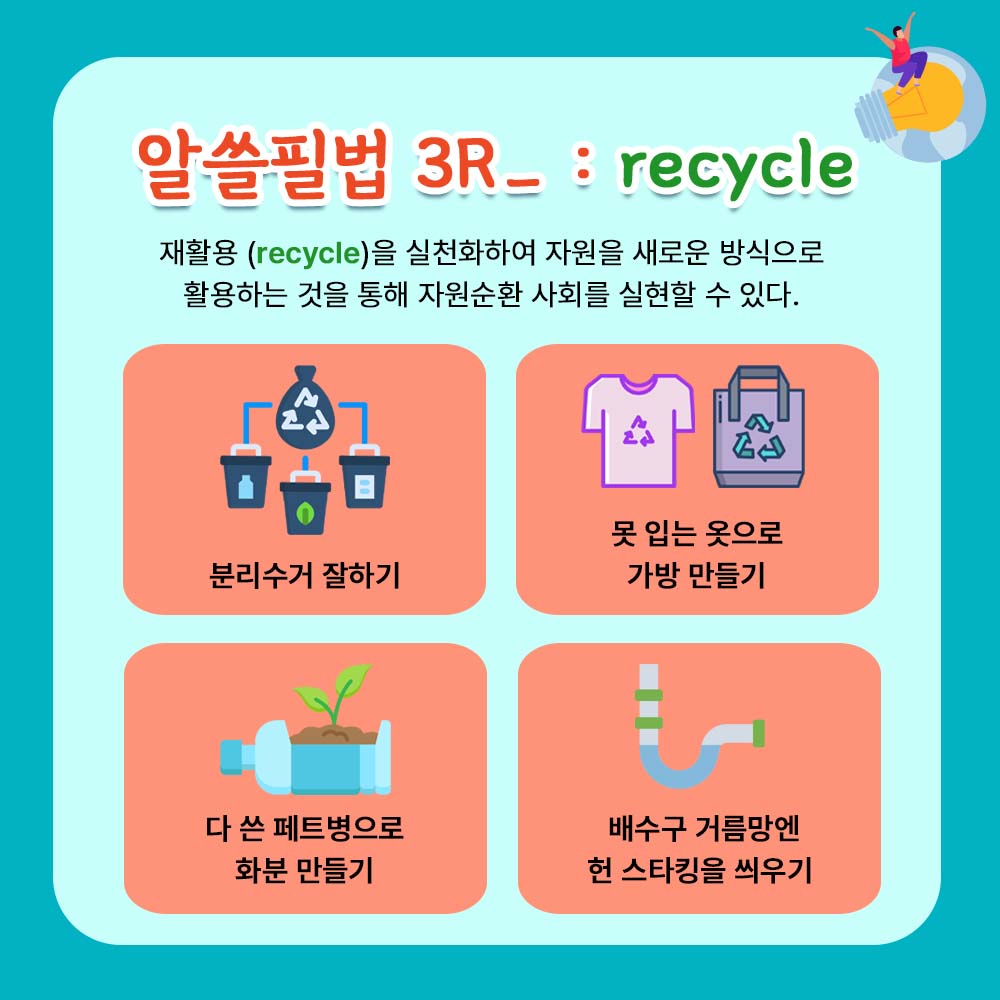 알쓸필법 3R_ : recycle
재활용 (recycle)을 실천화하여 자원을 새로운 방식으로
활용하는 것을 통해 자원순환 사회를 실현할 수 있다.
분리수거 잘하기
못 입는 옷으로
가방 만들기
다 쓴 페트병으로
화분 만들기
배수구 거름망엔
헌 스타킹을 씌우기